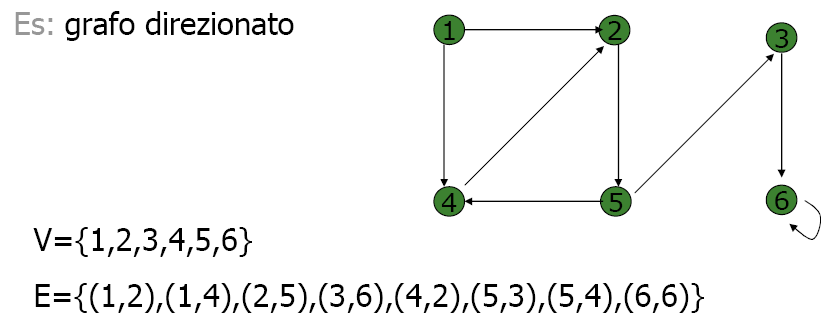 Es: grafo direzionato
1 2 3
4 5 6
V={1,2,3,4,5,6}
E={(1,2),(1,4),(2,5),(3,6),(4,2),(5,3),(5,4),(6,6)}